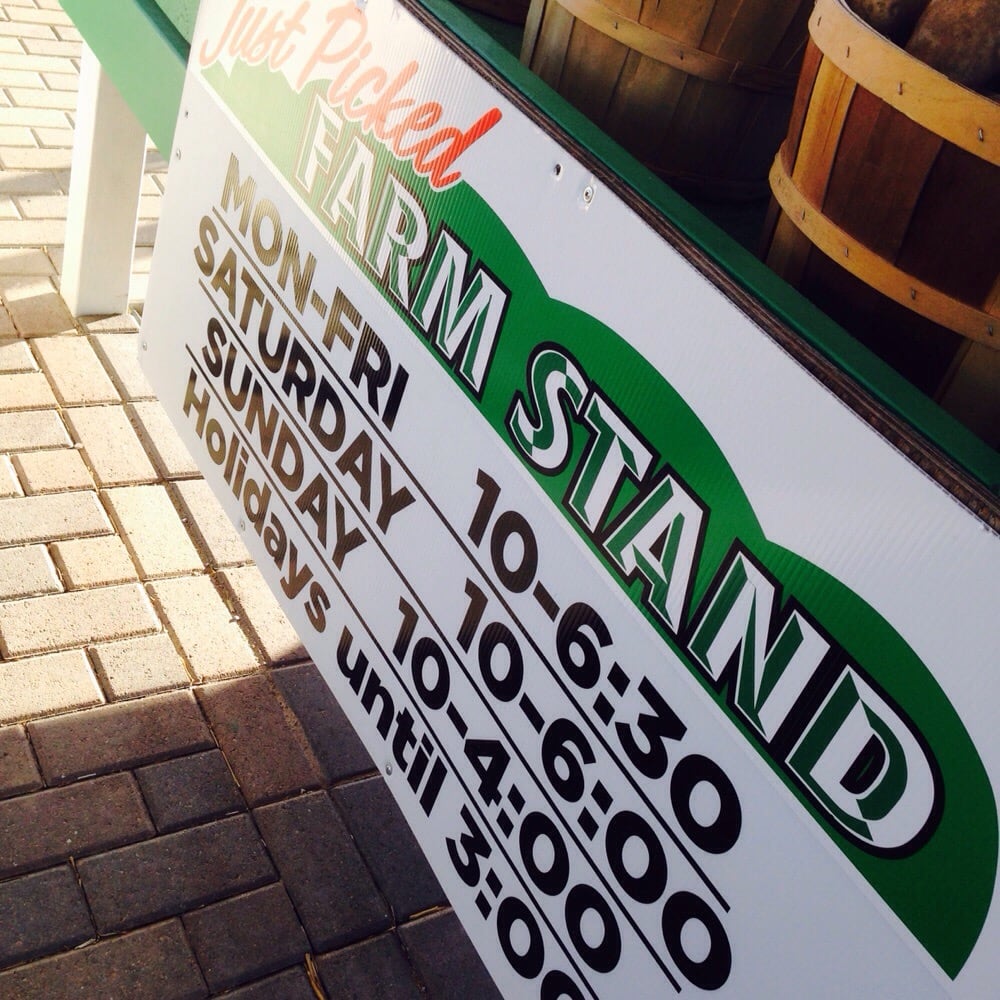 Just Picked
FARM STAND
MON-FRI 10-6:30
SATURDAY 10-6:00
SUNDAY 10-4:00
Holidays until 3:00